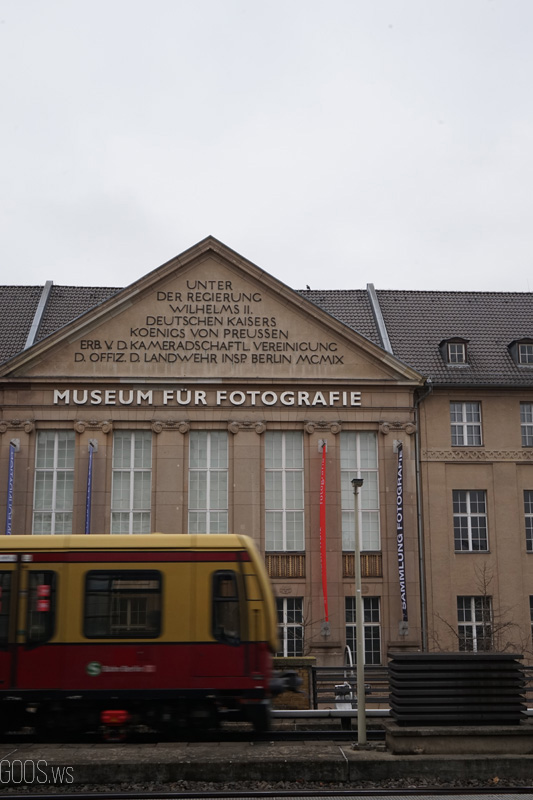 UNTER
DER REGIERUNG
WILHELMS II.
DEUTSCHEN KAISERS
KOENIGS VON PREUSSEN
ERB. V. D. KAMERADSCHAFTL. VEREINIGUNG
D. OFFIZ. D. LANDWEHR INSP BERLIN MCMIX
MUSEUM FÜR FOTOGRAFIE
SAMMLUNG FOTOGRAFIE
S
GOOS.ws